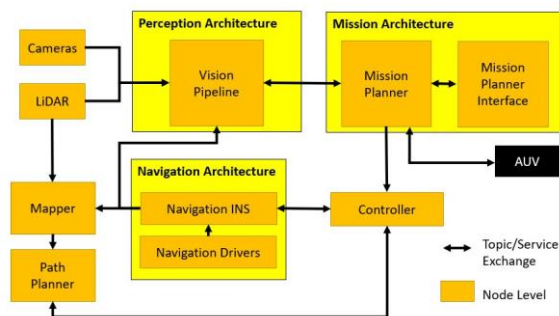 Perception Architecture
Mission Architecture
Cameras
LiDAR
Vision
Pipeline
Mission
Planner
Mission
Planner
Interface
AUV
Navigation Architecture
Mapper
Navigation INS
Controller
Navigation Drivers
Path
Planner
Topic/Service
Exchange
Node Level